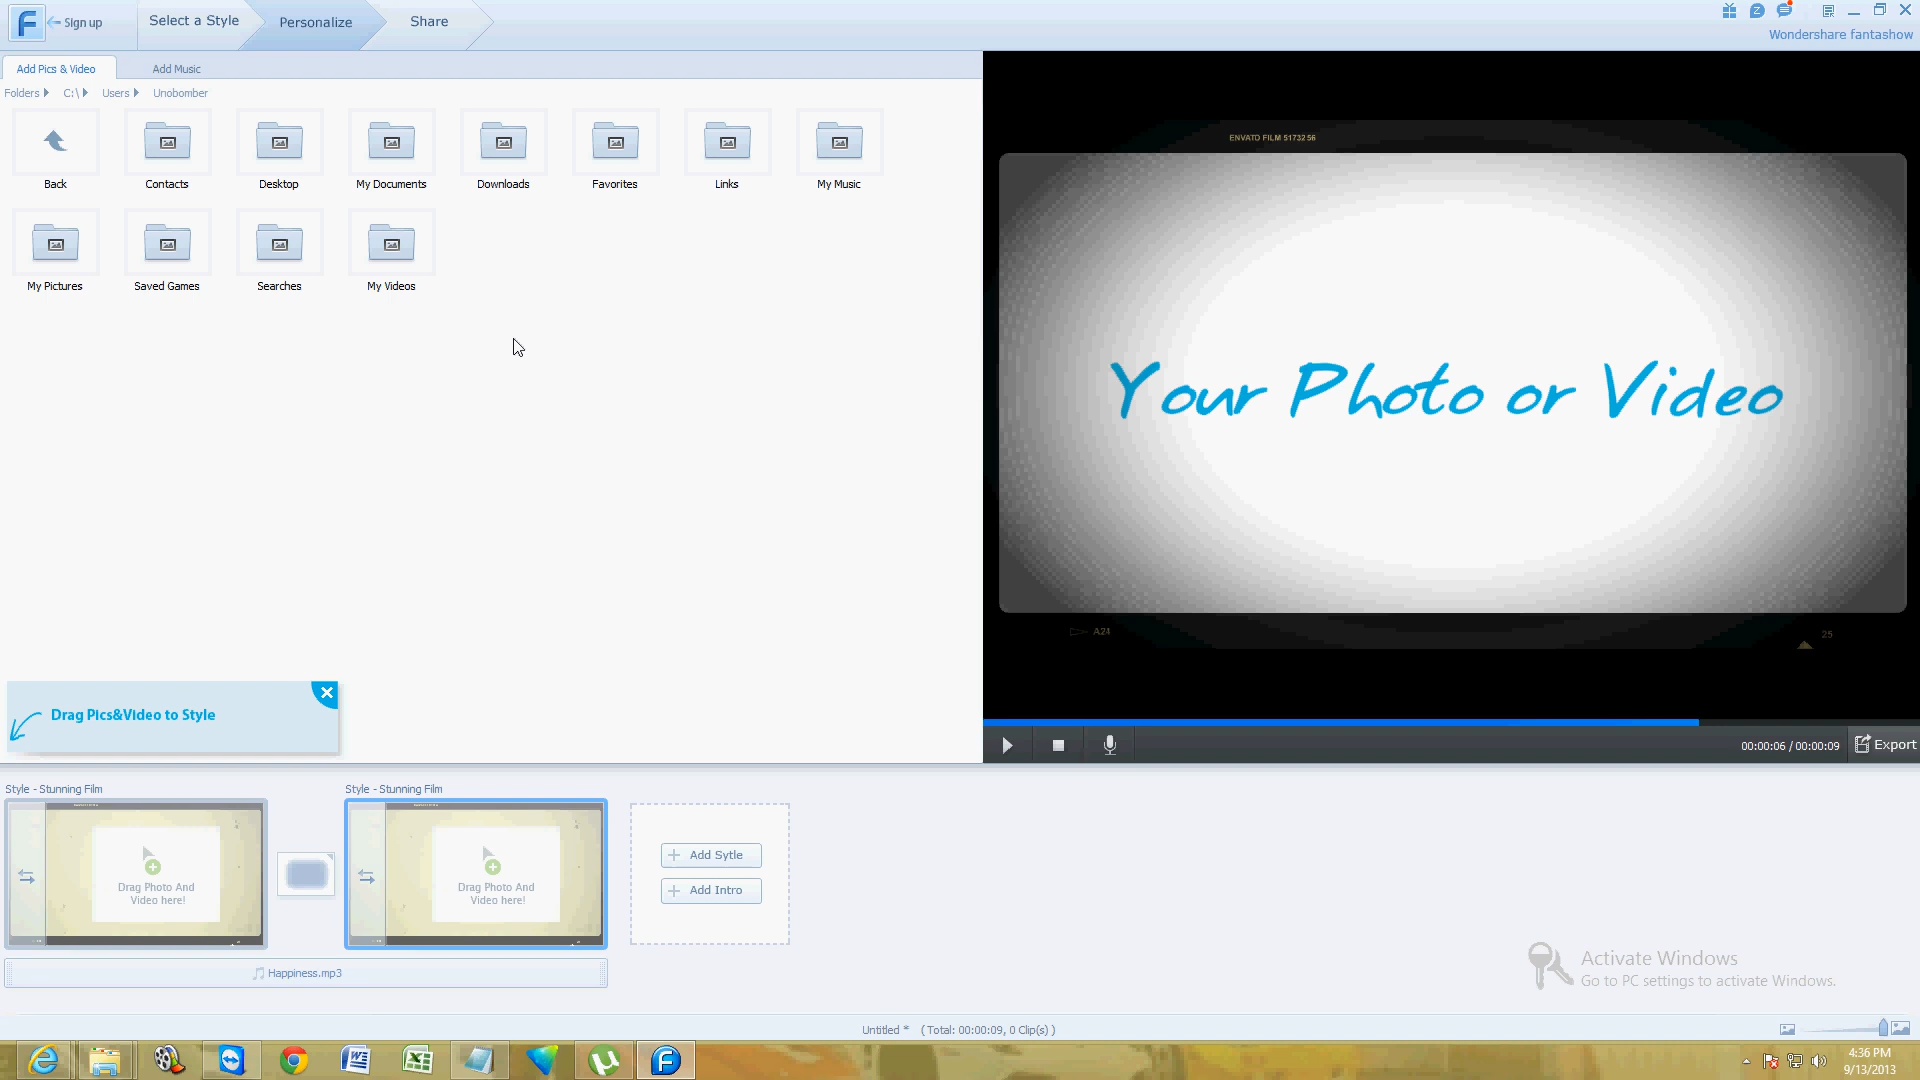 Sign up
Select a Style
Personalize
Share
Wondershare fantashow
Add Pics & Video
Add Music
Folders
C:\
Users
Unobomber
Back
Contacts
Desktop
My Documents
Downloads
Favorites
Links
My Music
My Pictures
Saved Games
Searches
My Videos
ENVATO FILM 5173256
Your Photo or Video
A24
25
Drag Pics&Video to Style
00:00:06 / 00:00:09
Export
Style - Stunning Film
Style - Stunning Film
Drag Photo And
Video here!
Drag Photo And
Video here!
Add Sytle
Add Intro
Happiness.mp3
Activate Windows
Go to PC settings to activate Windows.
Untitled * ( Total: 00:00:09, 0 Clip(s) )
4:36 PM
9/13/2013